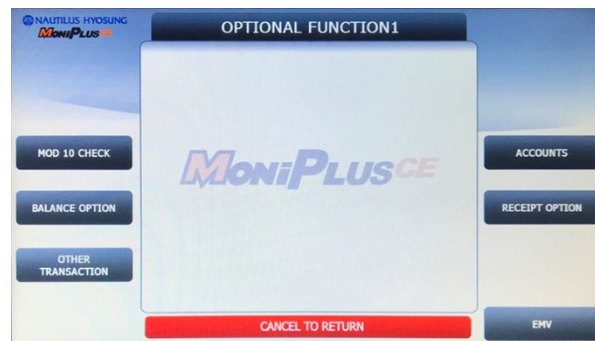 NAUTILUS HYOSUNG
MONiPLUSCE
OPTIONAL FUNCTION1
MOD 10 CHECK
BALANCE OPTION
OTHER
TRANSACTION
MONiPLUSCE
ACCOUNTS
RECEIPT OPTION
EMV
CANCEL TO RETURN